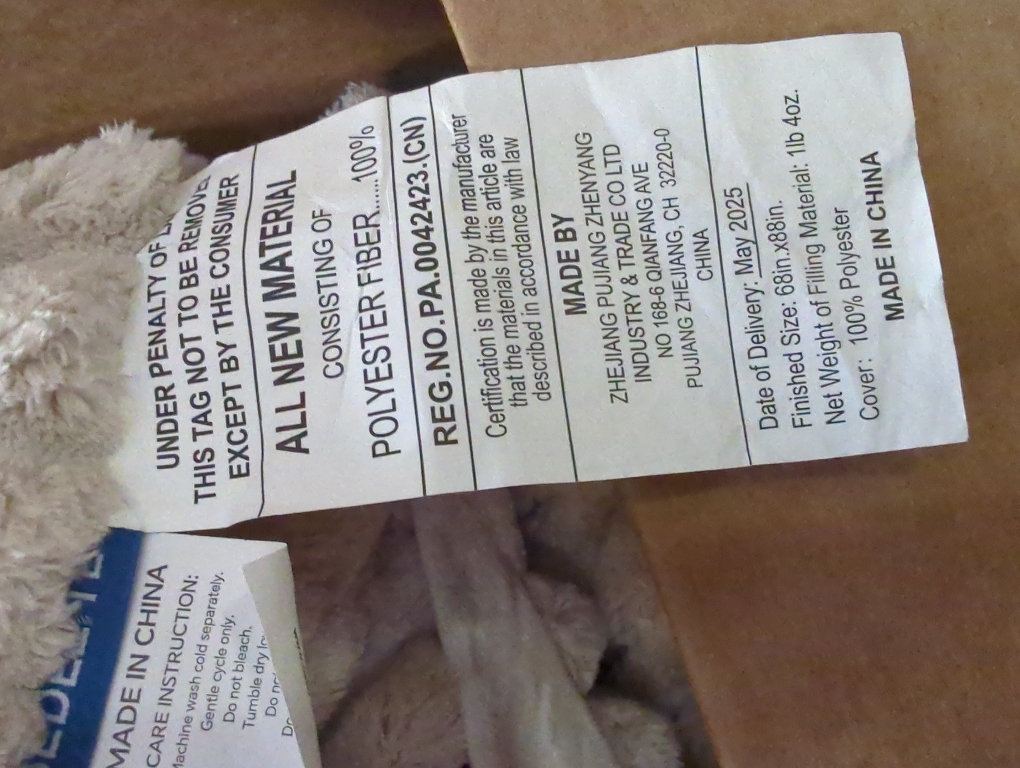 UNDER PENALTY OF
THIS TAG NOT TO BE REMOVED
EXCEPT BY THE CONSUMER
ALL NEW MATERIAL
CONSISTING OF
POLYESTER FIBER......100%
REG.NO.PA.0042423.(CN)
Certification is made by the manufacturer
that the materials in this article are
described in accordance with law
MADE BY
ZHEJIANG PUJIANG ZHENYANG
INDUSTRY & TRADE CO LTD
NO 168-6 QIANFANG AVE
PUJIANG ZHEJIANG, CH 32220-0
CHINA
Date of Delivery: May 2025
Finished Size: 68in.x88in.
Net Weight of Filling Material: 1lb 4oz.
Cover: 100% Polyester
MADE IN CHINA
MADE IN CHINA
CARE INSTRUCTION:
Machine wash cold separately.
Gentle cycle only.
Do not bleach.
Tumble dry
Do
Do